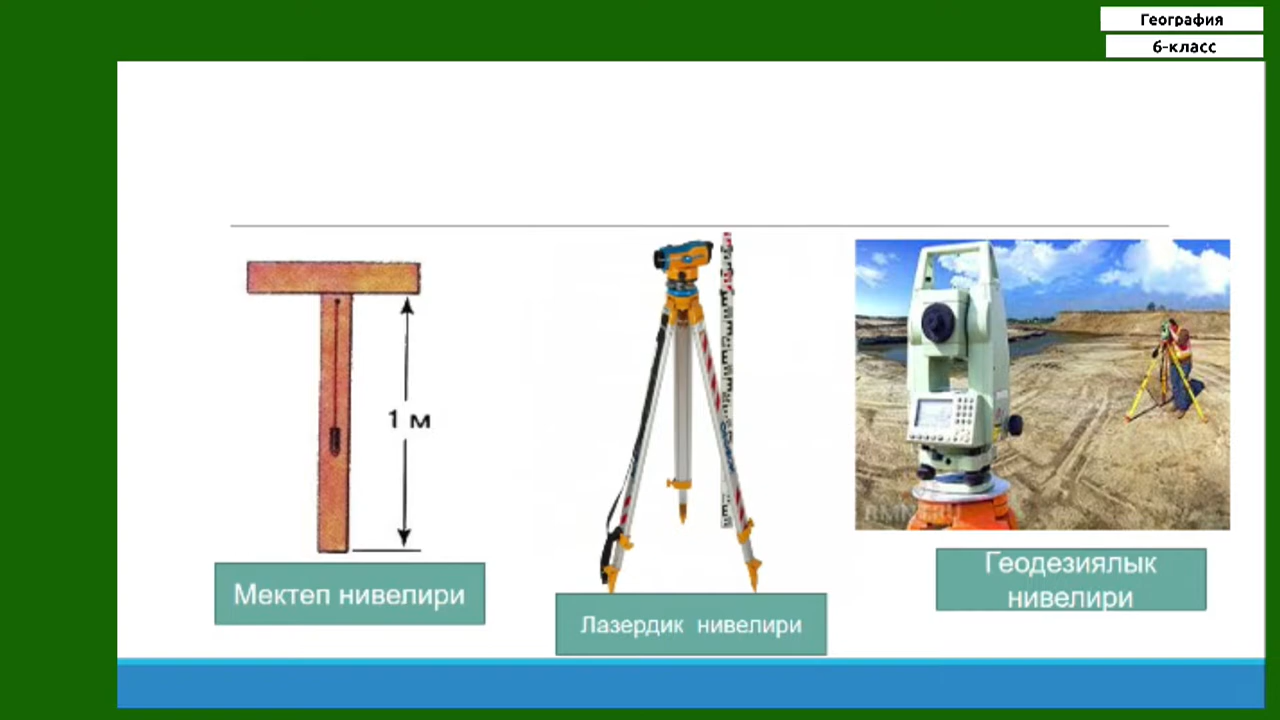 География
6-класс
1 м
Мектеп нивелири
Лазердик нивелири
Геодезиялык
нивелири